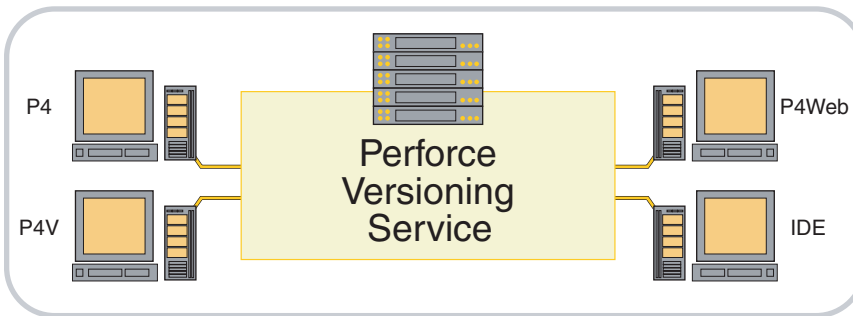 P4
P4Web
Perforce
Versioning
Service
P4V
IDE